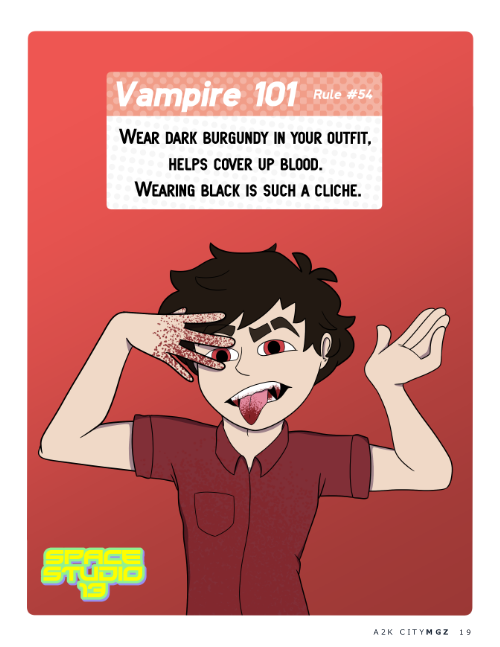 Vampire 101 Rule #54
WEAR DARK BURGUNDY IN YOUR OUTFIT,
HELPS COVER UP BLOOD.
WEARING BLACK IS SUCH A CLICHE.
SPACE
STUDIO
13
A2K CITYMGZ 19